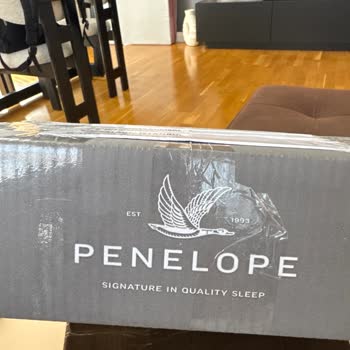 EST 1993
PENELOPE
SIGNATURE IN QUALITY SLEEP